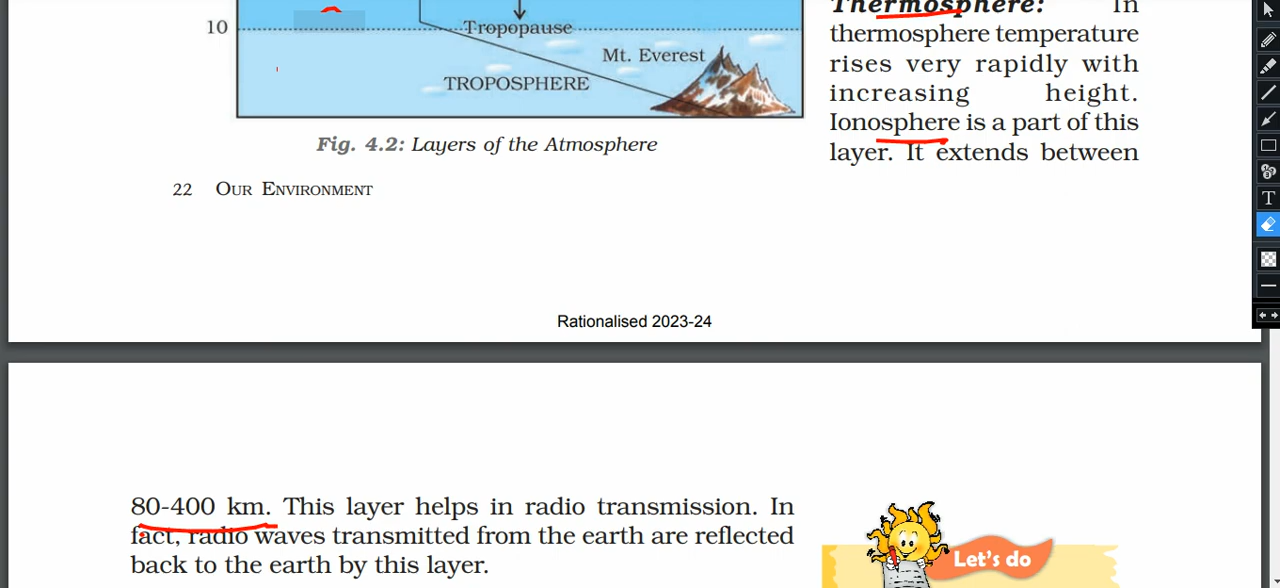 10
Tropopause
Mt. Everest
TROPOSPHERE
Fig. 4.2: Layers of the Atmosphere
22 OUR ENVIRONMENT
Thermosphere: In
thermosphere temperature
rises very rapidly with
increasing height.
Ionosphere is a part of this
layer. It extends between
Rationalised 2023-24
80-400 km. This layer helps in radio transmission. In
fact, radio waves transmitted from the earth are reflected
back to the earth by this layer.
Let's do
T